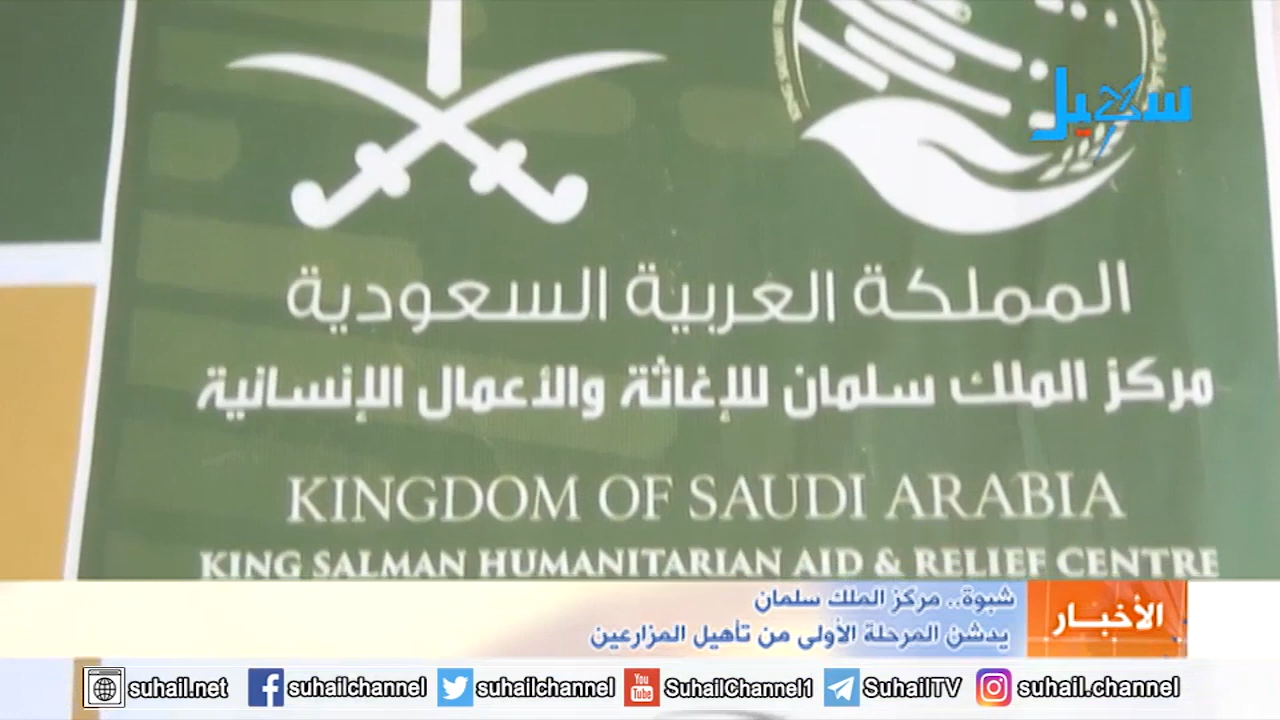 سهيل
المملكة العربية السعودية
مركز الملك سلمان للإغاثة والأعمال الإنسانية
KINGDOM OF SAUDI ARABIA
KING SALMAN HUMANITARIAN AID & RELIEF CENTRE
الأخبار
شبوة.. مركز الملك سلمان
يدشن المرحلة الأولى من تأهيل المزارعين
suhail.net suhailchannel suhailchannel You Tube SuhailChannel1 SuhailTV suhail.channel